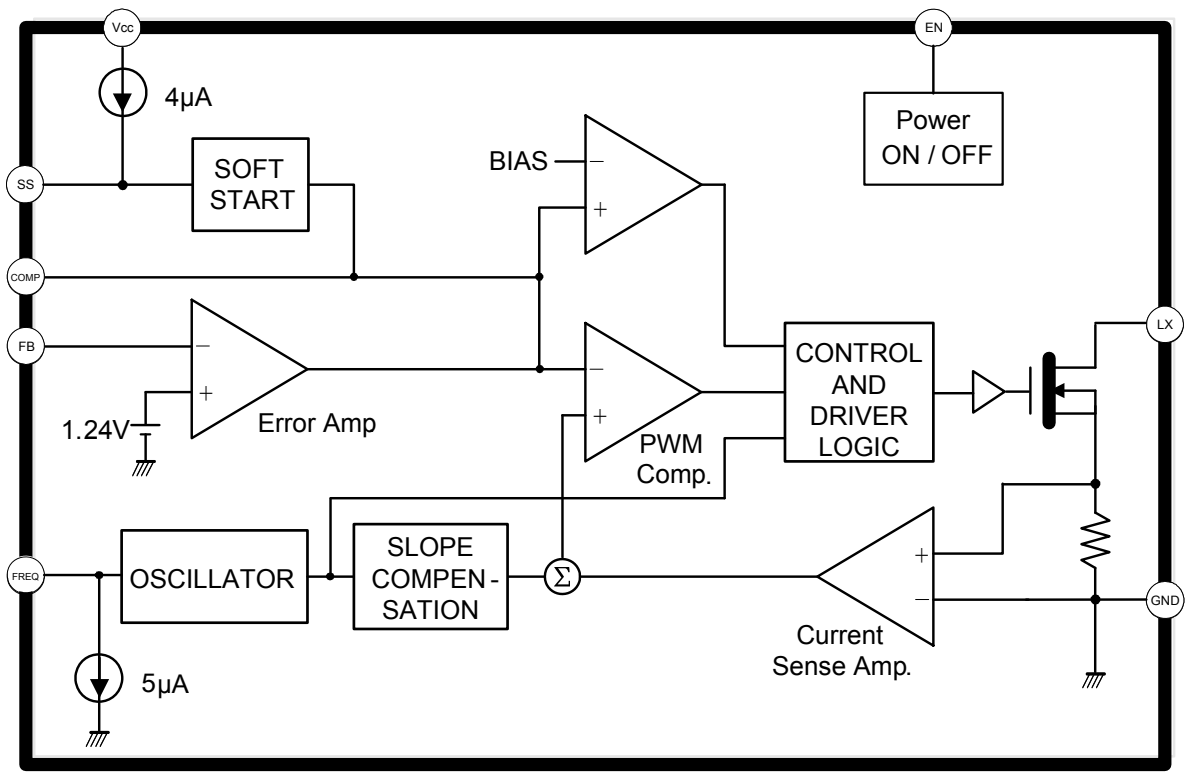 Vcc
EN
4µA
Power
ON / OFF
BIAS
−
+
SOFT
START
SS
COMP
FB
−
+
1.24V
Error Amp
−
+
PWM
Comp.
CONTROL
AND
DRIVER
LOGIC
LX
FREQ
OSCILLATOR
SLOPE
COMPEN -
SATION
Σ
+
−
Current
Sense Amp.
GND
5µA